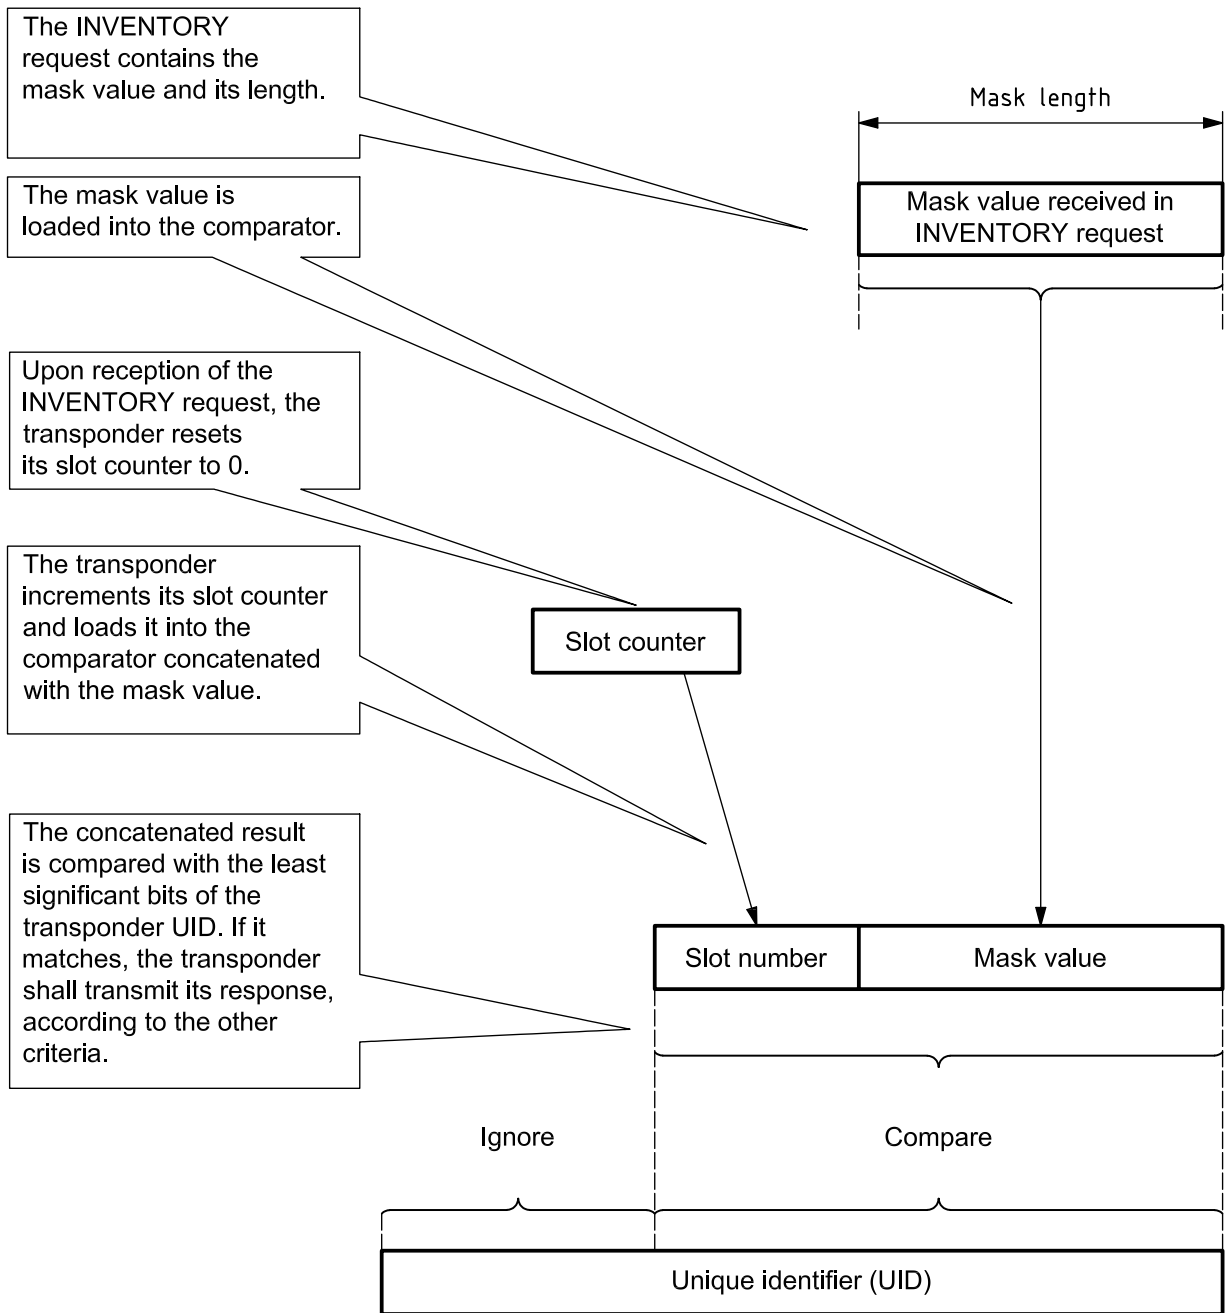 The INVENTORY
request contains the
mask value and its length.
Mask length
The mask value is
loaded into the comparator.
Mask value received in
INVENTORY request
Upon reception of the
INVENTORY request, the
transponder resets
its slot counter to 0.
The transponder
increments its slot counter
and loads it into the
comparator concatenated
with the mask value.
Slot counter
The concatenated result
is compared with the least
significant bits of the
transponder UID. If it
matches, the transponder
shall transmit its response,
according to the other
criteria.
Slot number
Mask value
Ignore
Compare
Unique identifier (UID)